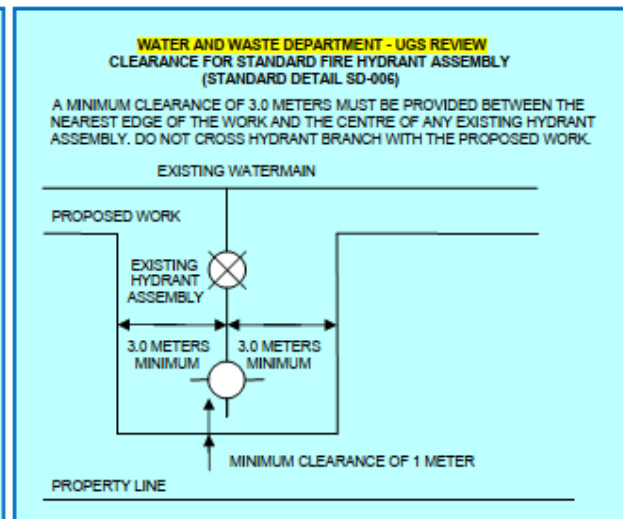 WATER AND WASTE DEPARTMENT - UGS REVIEW
CLEARANCE FOR STANDARD FIRE HYDRANT ASSEMBLY
(STANDARD DETAIL SD-006)
A MINIMUM CLEARANCE OF 3.0 METERS MUST BE PROVIDED BETWEEN THE
NEAREST EDGE OF THE WORK AND THE CENTRE OF ANY EXISTING HYDRANT
ASSEMBLY. DO NOT CROSS HYDRANT BRANCH WITH THE PROPOSED WORK.
EXISTING WATERMAIN
PROPOSED WORK
EXISTING
HYDRANT
ASSEMBLY
3.0 METERS
MINIMUM
3.0 METERS
MINIMUM
MINIMUM CLEARANCE OF 1 METER
PROPERTY LINE